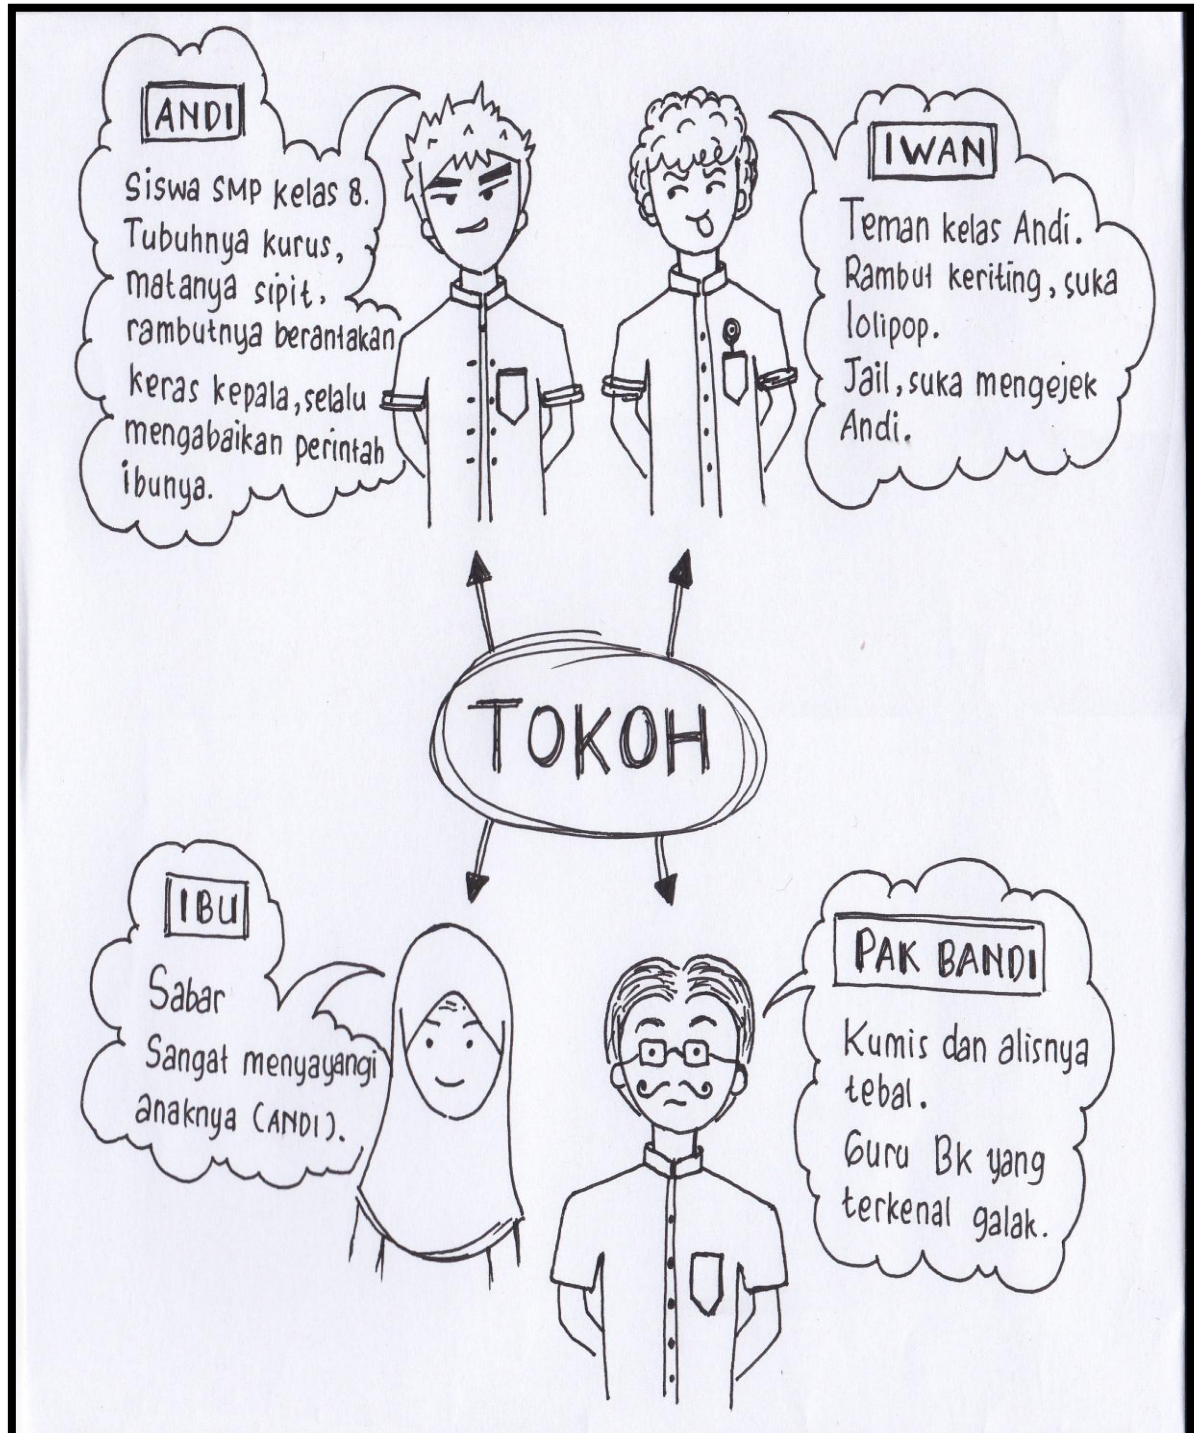 ANDI
Siswa SMP kelas 8.
Tubuhnya kurus,
matanya sipit,
rambutnya berantakan
keras kepala, selalu
mengabaikan perintah
ibunya.
IWAN
Teman kelas Andi.
Rambut keriting, suka
lolipop.
Jail, suka mengejek
Andi.
TOKOH
IBU
Sabar
Sangat menyayangi
anaknya (ANDI).
PAK BANDI
Kumis dan alisnya
tebal.
Guru BK yang
terkenal galak.